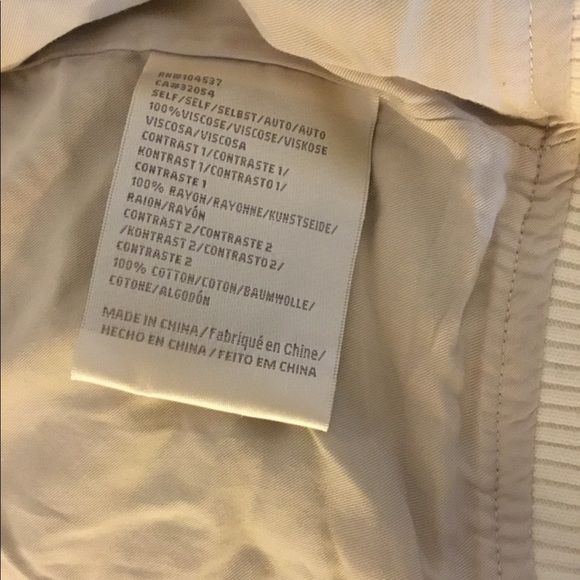 RN#104537
CA#32054
SELF/SELF/SELBST/AUTO/AUTO
100%VISCOSE/VISCOSE/VISKOSE
VISCOSA/VISCOSA
CONTRAST 1/CONTRASTE 1/
KONTRAST 1/CONTRASTO 1/
CONTRASTE 1
100% RAYON/RAYONNE/KUNSTSEIDE/
RAION/RAYÓN
CONTRAST 2/CONTRASTE 2
/KONTRAST 2/CONTRASTO 2/
CONTRASTE 2
100% COTTON/COTON/BAUMWOLLE/
COTONE/ALGODÓN
MADE IN CHINA/Fabriqué en Chine/
HECHO EN CHINA/FEITO EM CHINA